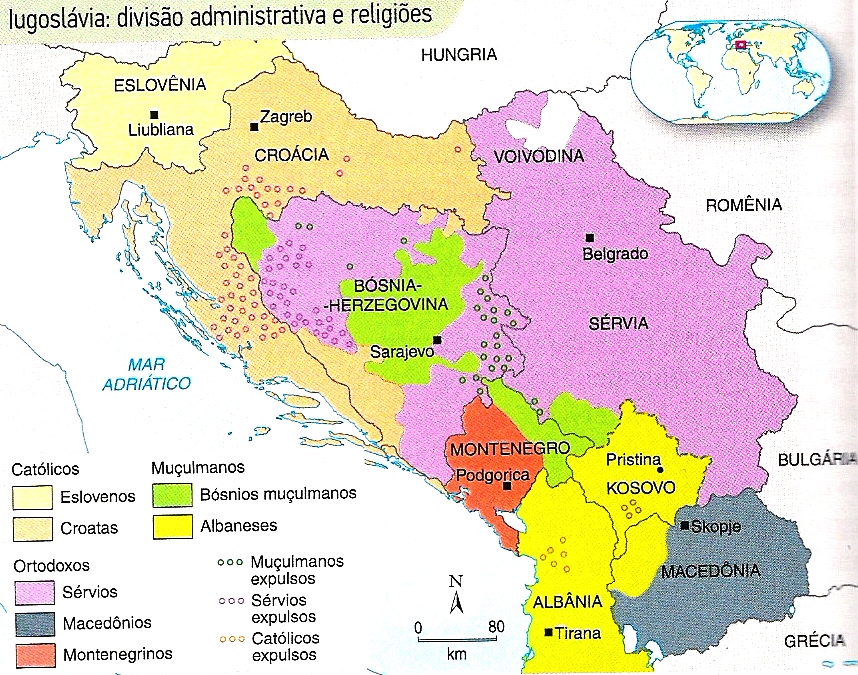 Iugoslávia: divisão administrativa e religiões
HUNGRIA
ESLOVÊNIA
Liubliana
Zagreb
CROÁCIA
VOIVODINA
ROMÊNIA
Belgrado
BÓSNIA-
-HERZEGOVINA
SÉRVIA
Sarajevo
MAR
ADRIÁTICO
MONTENEGRO
Podgorica
Pristina
KOSOVO
BULGÁRIA
Skopje
MACEDÔNIA
ALBÂNIA
Tirana
GRÉCIA
Católicos
Eslovenos
Croatas
Ortodoxos
Sérvios
Macedônios
Montenegrinos
Muçulmanos
Bósnios muçulmanos
Albaneses
Muçulmanos
expulsos
Sérvios
expulsos
Católicos
expulsos
N
0 80
km